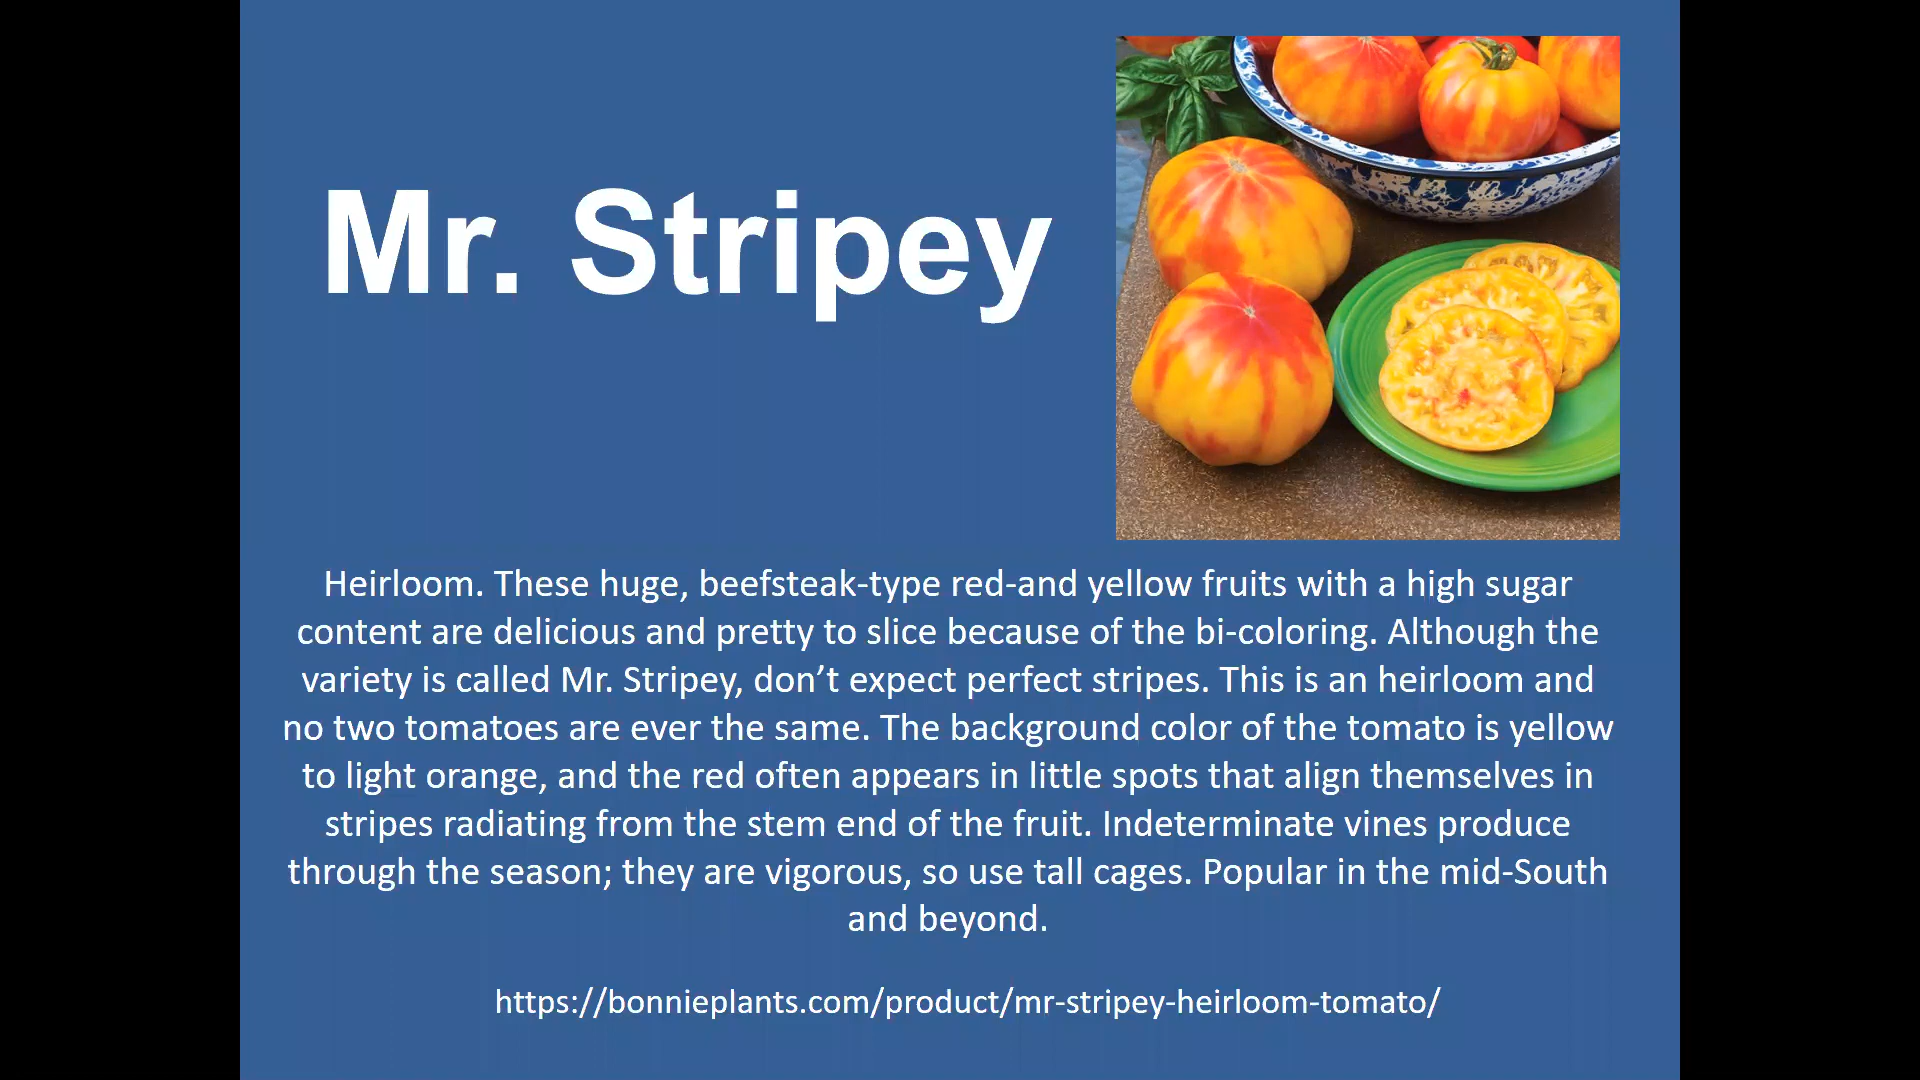 Mr. Stripey
Heirloom. These huge, beefsteak-type red-and yellow fruits with a high sugar
content are delicious and pretty to slice because of the bi-coloring. Although the
variety is called Mr. Stripey, don’t expect perfect stripes. This is an heirloom and
no two tomatoes are ever the same. The background color of the tomato is yellow
to light orange, and the red often appears in little spots that align themselves in
stripes radiating from the stem end of the fruit. Indeterminate vines produce
through the season; they are vigorous, so use tall cages. Popular in the mid-South
and beyond.
https://bonnieplants.com/product/mr-stripey-heirloom-tomato/